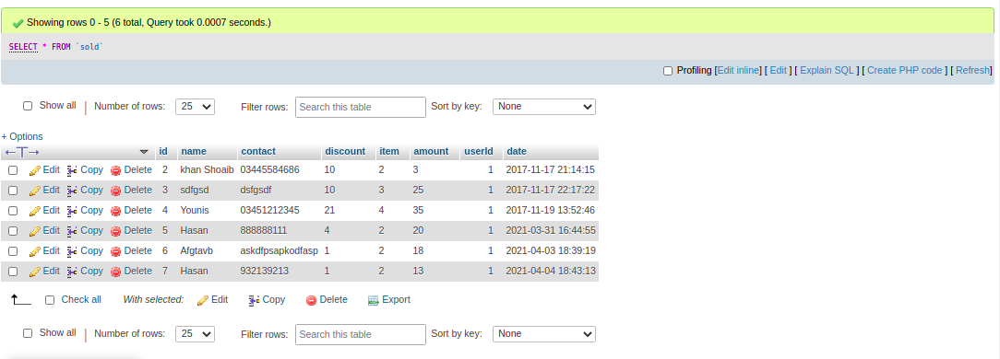 Showing rows 0 - 5 (6 total, Query took 0.0007 seconds.)
SELECT * FROM `sold`
Profiling [Edit inline] [ Edit ] [ Explain SQL ] [ Create PHP code ] [ Refresh]
Show all | Number of rows: 25 Filter rows: Search this table Sort by key: None
+ Options
←T→ id name contact discount item amount userId date
Edit Copy Delete 2 khan Shoaib 03445584686 10 2 3 1 2017-11-17 21:14:15
Edit Copy Delete 3 sdfgsd dsfgsdf 10 3 25 1 2017-11-17 22:17:22
Edit Copy Delete 4 Younis 03451212345 21 4 35 1 2017-11-19 13:52:46
Edit Copy Delete 5 Hasan 888888111 4 2 20 1 2021-03-31 16:44:55
Edit Copy Delete 6 Afgtavb askdfpsapkodfasp 1 2 18 1 2021-04-03 18:39:19
Edit Copy Delete 7 Hasan 932139213 1 2 13 1 2021-04-04 18:43:13
Check all With selected: Edit Copy Delete Export
Show all | Number of rows: 25 Filter rows: Search this table Sort by key: None